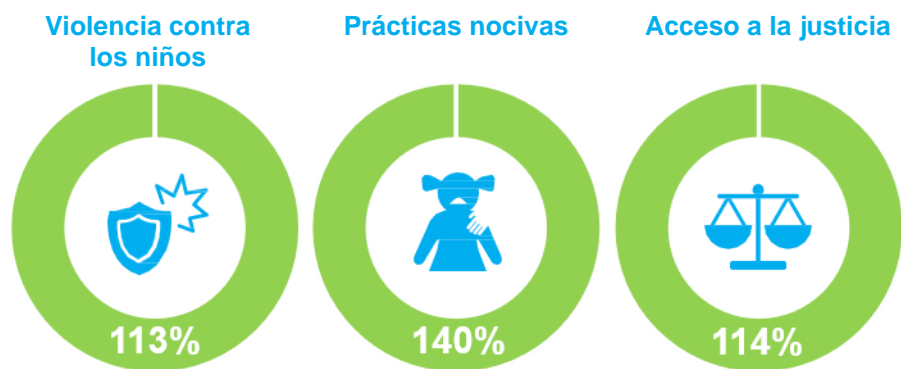 Violencia contra
los niños
Prácticas nocivas
Acceso a la justicia
113%
140%
114%